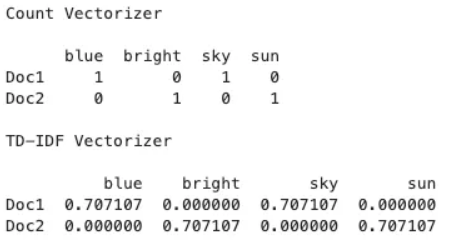 Count Vectorizer
blue bright sky sun
Doc1 1 0 1 0
Doc2 0 1 0 1
TD-IDF Vectorizer
blue bright sky sun
Doc1 0.707107 0.000000 0.707107 0.000000
Doc2 0.000000 0.707107 0.000000 0.707107